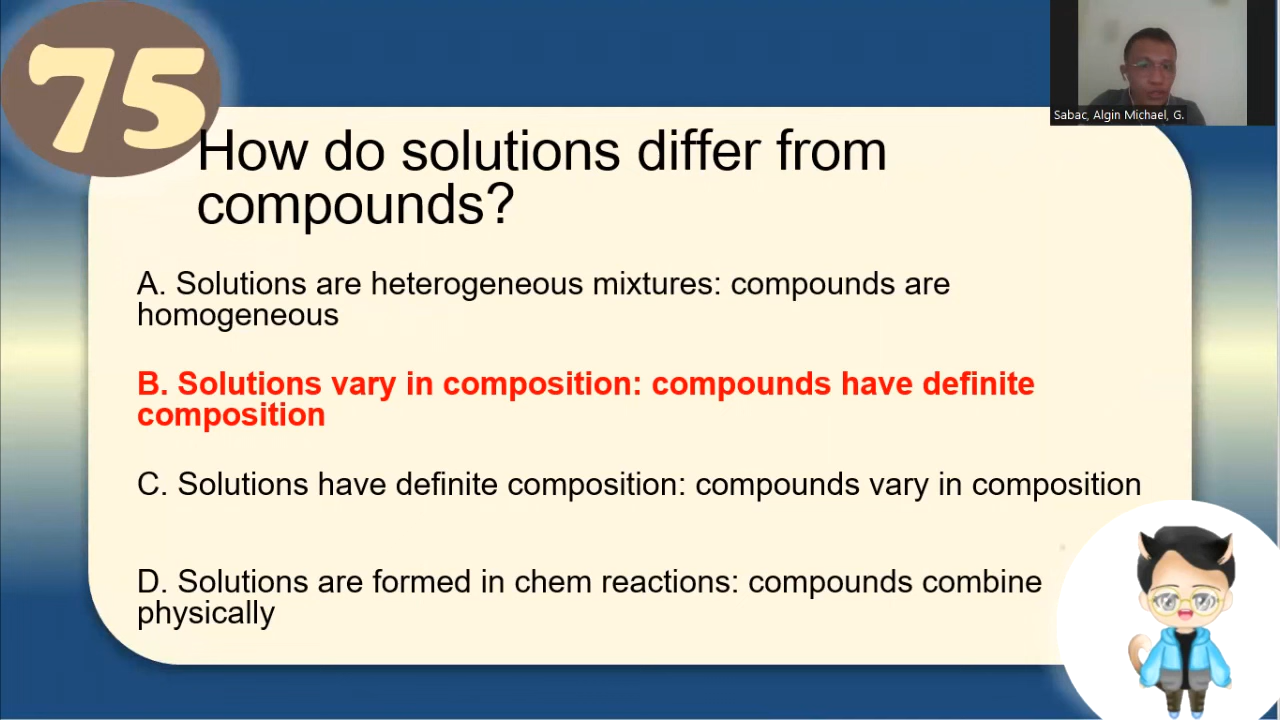 75
Sabac, Algin Michael, G.
How do solutions differ from
compounds?
A. Solutions are heterogeneous mixtures: compounds are
homogeneous
B. Solutions vary in composition: compounds have definite
composition
C. Solutions have definite composition: compounds vary in composition
D. Solutions are formed in chem reactions: compounds combine
physically